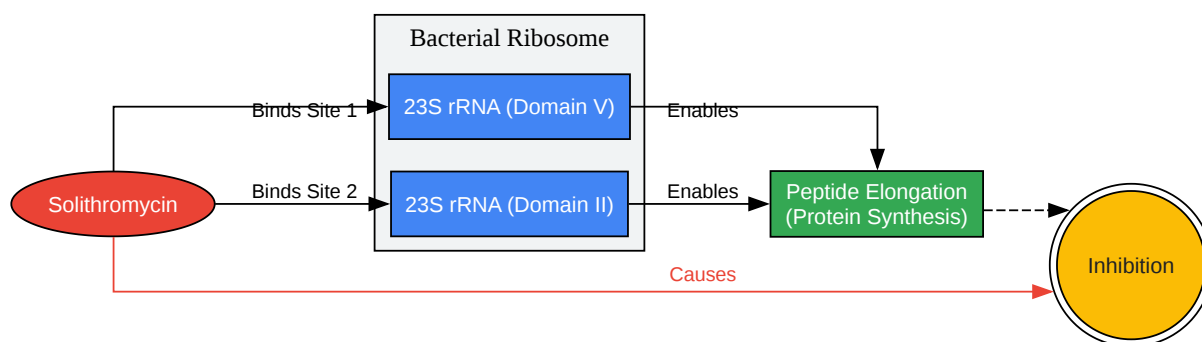 Bacterial Ribosome
Binds Site 1
23S rRNA (Domain V)
Enables
Solithromycin
Binds Site 2
23S rRNA (Domain II)
Enables
Peptide Elongation
(Protein Synthesis)
Causes
Inhibition